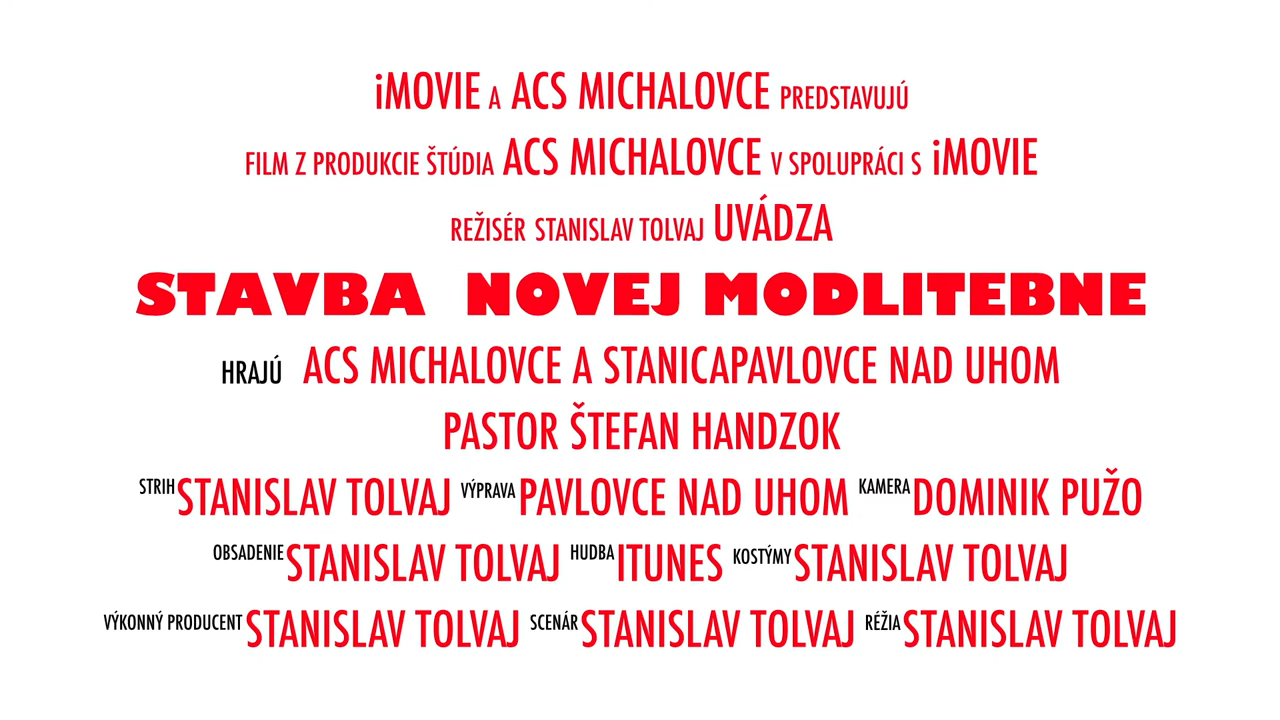 iMOVIE A ACS MICHALOVCE PREDSTAVUJÚ
FILM Z PRODUKCIE ŠTÚDIA ACS MICHALOVCE V SPOLUPRÁCI S iMOVIE
REŽISÉR STANISLAV TOLVAJ UVÁDZA
STAVBA NOVEJ MODLITEBNE
HRAJÚ ACS MICHALOVCE A STANICAPAVLOVCE NAD UHOM
PASTOR ŠTEFAN HANDZOK
STRIH STANISLAV TOLVAJ VÝPRAVA PAVLOVCE NAD UHOM KAMERA DOMINIK PUŽO
OBSADENIE STANISLAV TOLVAJ HUDBA ITUNES KOSTÝMY STANISLAV TOLVAJ
VÝKONNÝ PRODUCENT STANISLAV TOLVAJ SCENÁR STANISLAV TOLVAJ RÉŽIA STANISLAV TOLVAJ